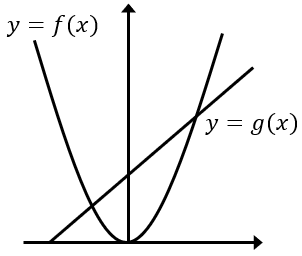 y = f(x)
y = g(x)